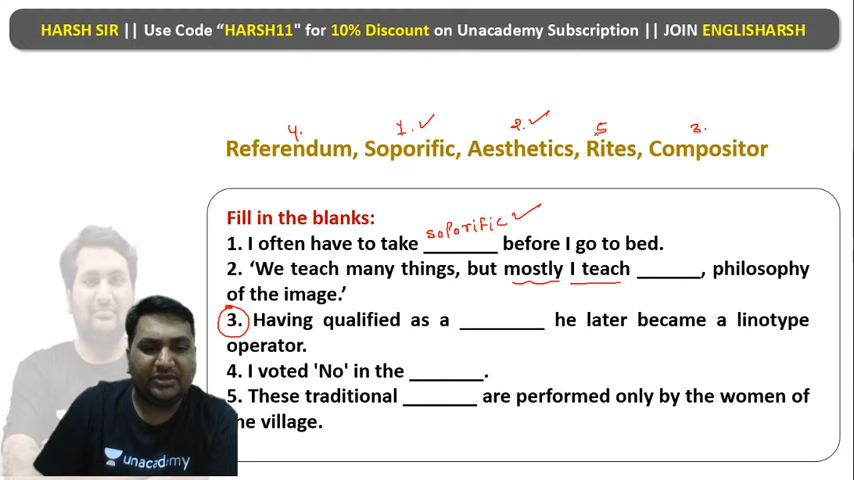 HARSH SIR || Use Code “HARSH11" for 10% Discount on Unacademy Subscription || JOIN ENGLISHARSH
4. 1. ✓ 2. ✓ 5 3.
Referendum, Soporific, Aesthetics, Rites, Compositor
Fill in the blanks:
soporific ✓
1. I often have to take _______ before I go to bed.
2. ‘We teach many things, but mostly I teach ______, philosophy
of the image.’
3. Having qualified as a ________ he later became a linotype
operator.
4. I voted 'No' in the _______.
5. These traditional _______ are performed only by the women of
he village.
unacademy